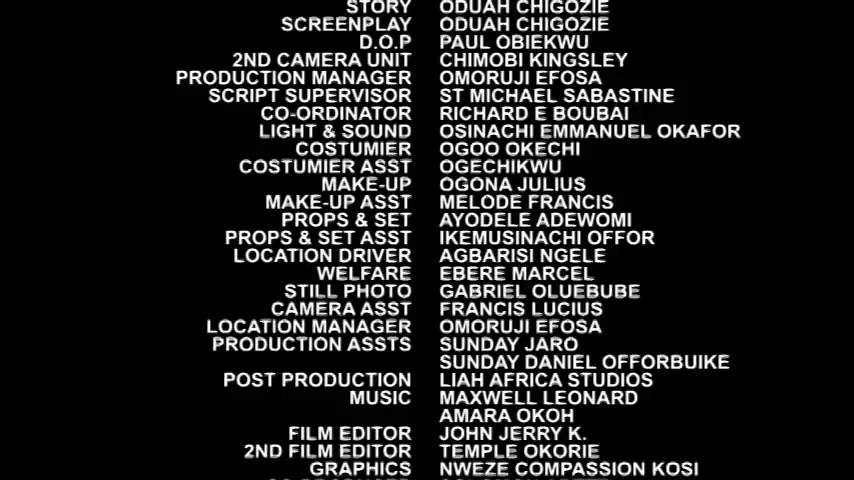 STORY ODUAH CHIGOZIE
SCREENPLAY ODUAH CHIGOZIE
D.O.P PAUL OBIEKWU
2ND CAMERA UNIT CHIMOBI KINGSLEY
PRODUCTION MANAGER OMORUJI EFOSA
SCRIPT SUPERVISOR ST MICHAEL SABASTINE
CO-ORDINATOR RICHARD E BOUBAI
LIGHT & SOUND OSINACHI EMMANUEL OKAFOR
COSTUMIER OGOO OKECHI
COSTUMIER ASST OGECHIKWU
MAKE-UP OGONA JULIUS
MAKE-UP ASST MELODE FRANCIS
PROPS & SET AYODELE ADEWOMI
PROPS & SET ASST IKEMUSINACHI OFFOR
LOCATION DRIVER AGBARISI NGELE
WELFARE EBERE MARCEL
STILL PHOTO GABRIEL OLUEBUBE
CAMERA ASST FRANCIS LUCIUS
LOCATION MANAGER OMORUJI EFOSA
PRODUCTION ASSTS SUNDAY JARO
SUNDAY DANIEL OFFORBUIKE
POST PRODUCTION LIAH AFRICA STUDIOS
MUSIC MAXWELL LEONARD
AMARA OKOH
FILM EDITOR JOHN JERRY K.
2ND FILM EDITOR TEMPLE OKORIE
GRAPHICS NWEZE COMPASSION KOSI